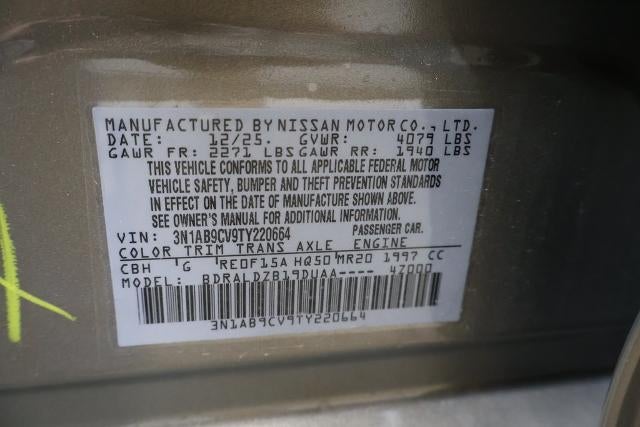 MANUFACTURED BY NISSAN MOTOR CO., LTD.
DATE: 12/25. GVWR: 4079 LBS
GAWR FR: 2271 LBS GAWR RR: 1940 LBS
THIS VEHICLE CONFORMS TO ALL APPLICABLE FEDERAL MOTOR
VEHICLE SAFETY, BUMPER AND THEFT PREVENTION STANDARDS
IN EFFECT ON THE DATE OF MANUFACTURE SHOWN ABOVE.
SEE OWNER'S MANUAL FOR ADDITIONAL INFORMATION.
VIN: 3N1AB9CV9TY220664 PASSENGER CAR.
COLOR TRIM TRANS AXLE ENGINE
CBH G RE0F15A HQ50 MR20 1997 CC
MODEL: BDRALDZB19DUAA---- 4Z000
3N1AB9CV9TY220664